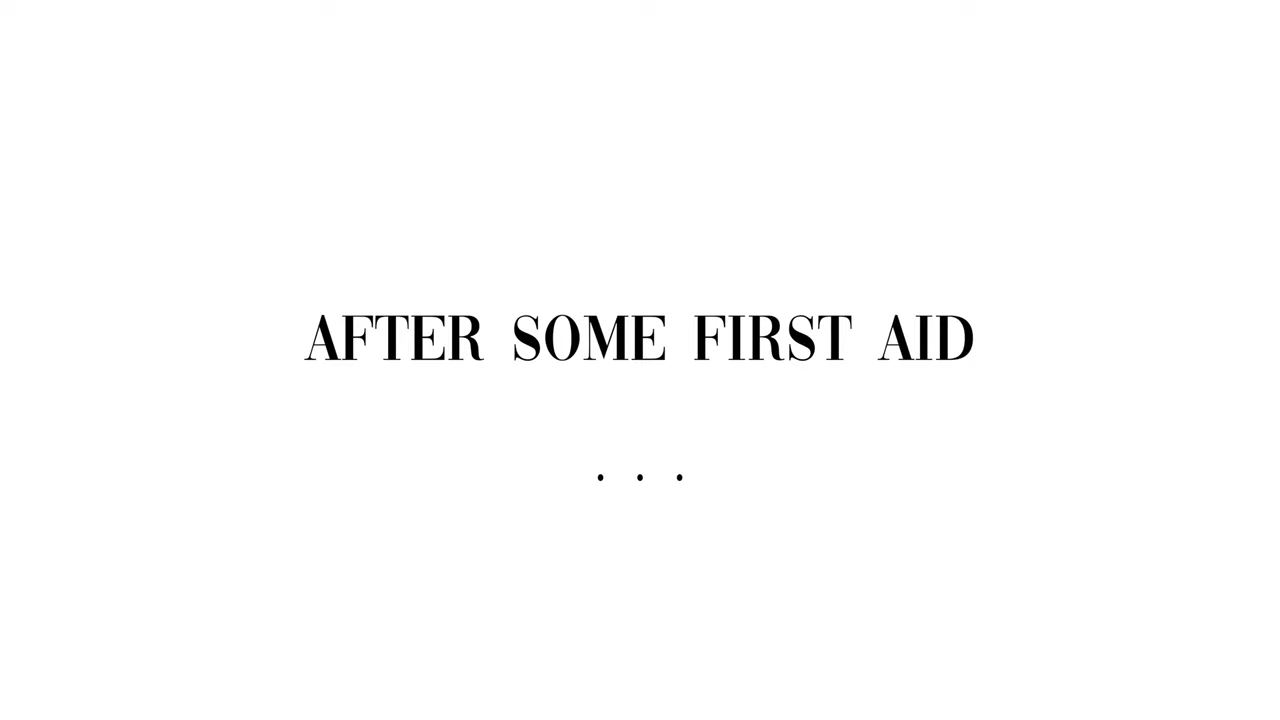 AFTER SOME FIRST AID
. . .